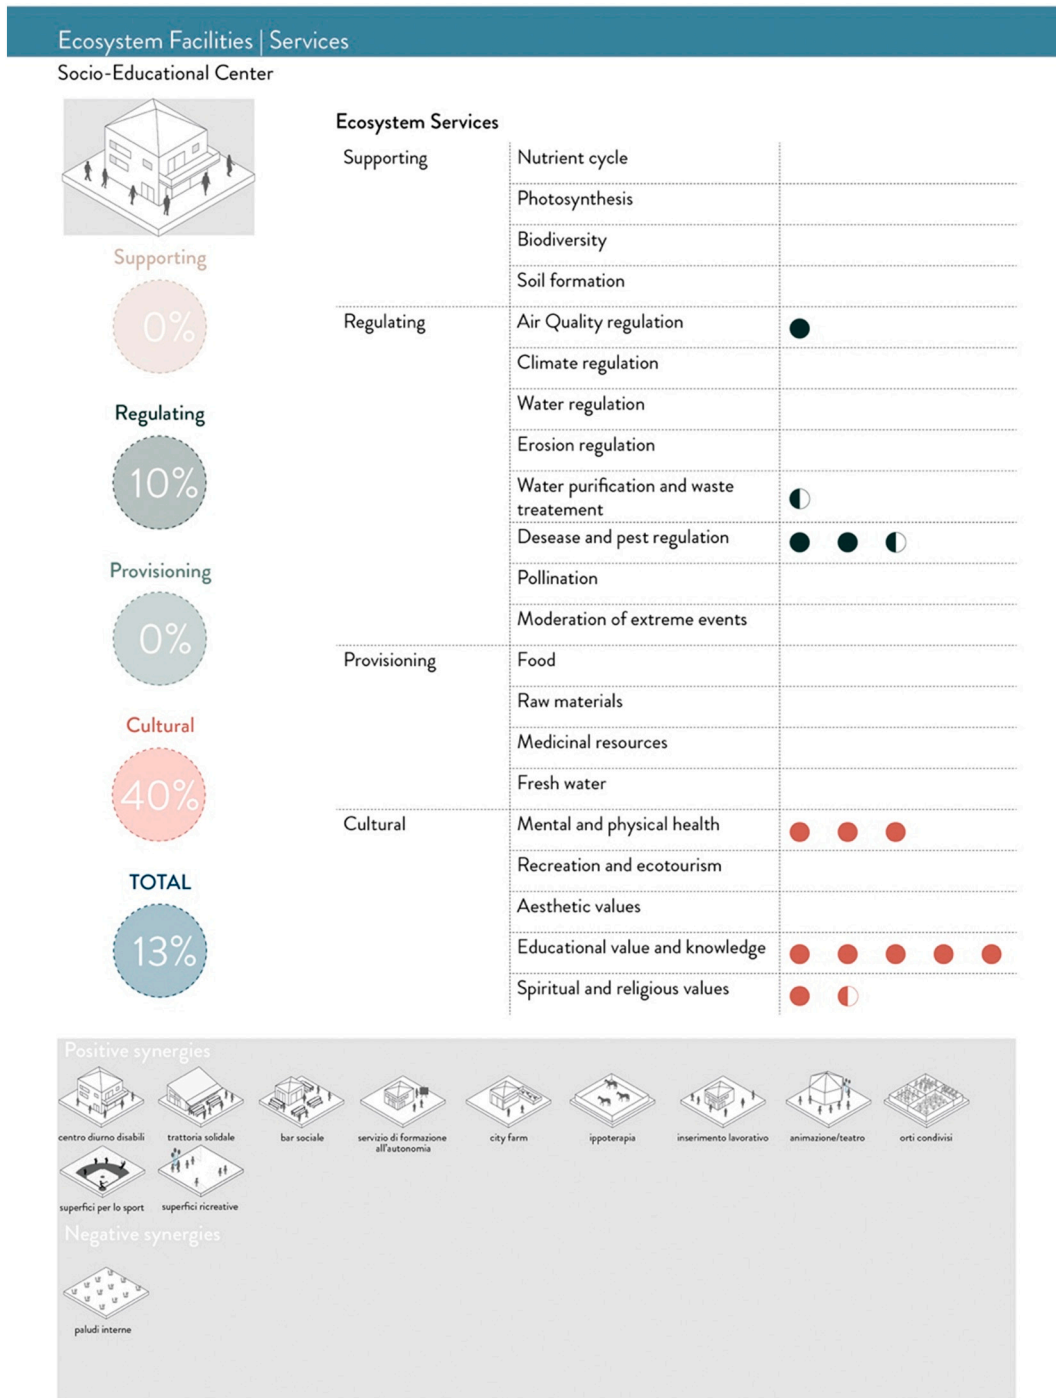 Ecosystem Facilities | Services
Socio-Educational Center
Supporting
0%
Regulating
10%
Provisioning
0%
Cultural
40%
TOTAL
13%
Ecosystem Services
Supporting
Nutrient cycle
Photosynthesis
Biodiversity
Soil formation
Regulating
Air Quality regulation
Climate regulation
Water regulation
Erosion regulation
Water purification and waste
treatement
Desease and pest regulation
Pollination
Moderation of extreme events
Provisioning
Food
Raw materials
Medicinal resources
Fresh water
Cultural
Mental and physical health
Recreation and ecotourism
Aesthetic values
Educational value and knowledge
Spiritual and religious values
Positive synergies
centro diurno disabili
trattoria solidale
bar sociale
servizio di formazione
all'autonomia
city farm
ippoterapia
inserimento lavorativo
animazione/teatro
orti condivisi
superfici per lo sport
superfici ricreative
Negative synergies
paludi interne